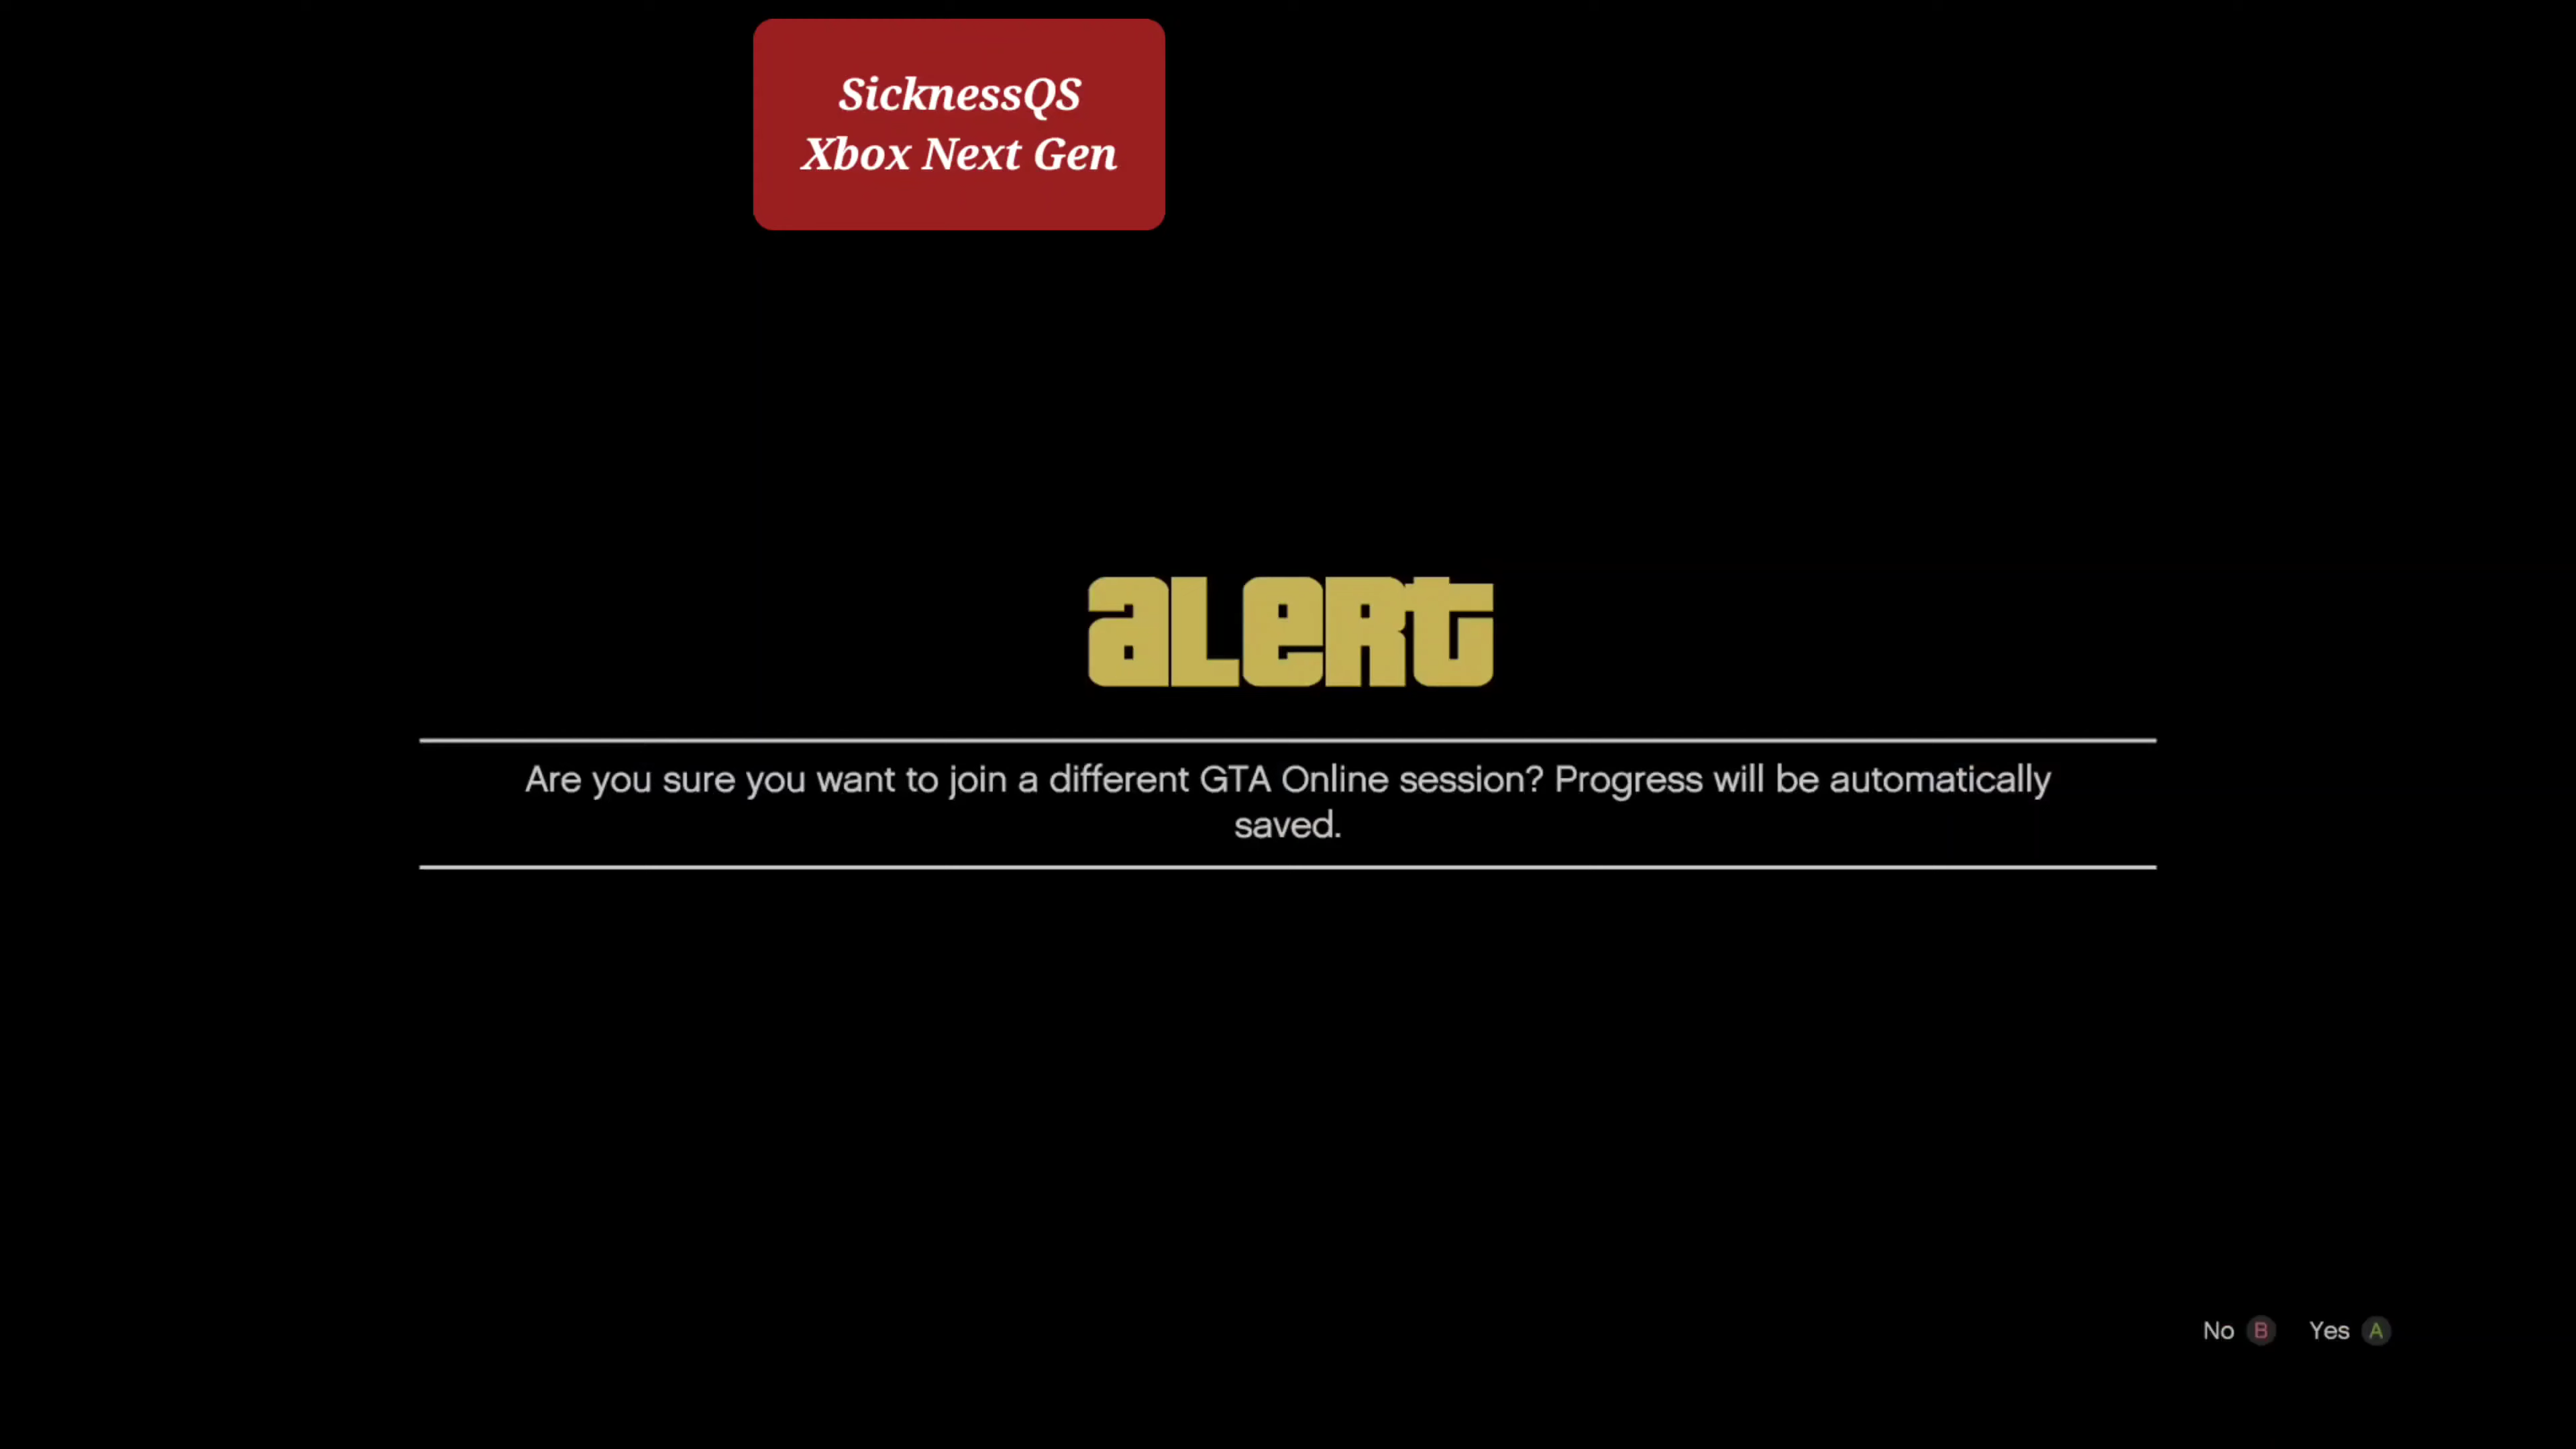 SicknessQS
Xbox Next Gen
alert
Are you sure you want to join a different GTA Online session? Progress will be automatically
saved.
No B Yes A